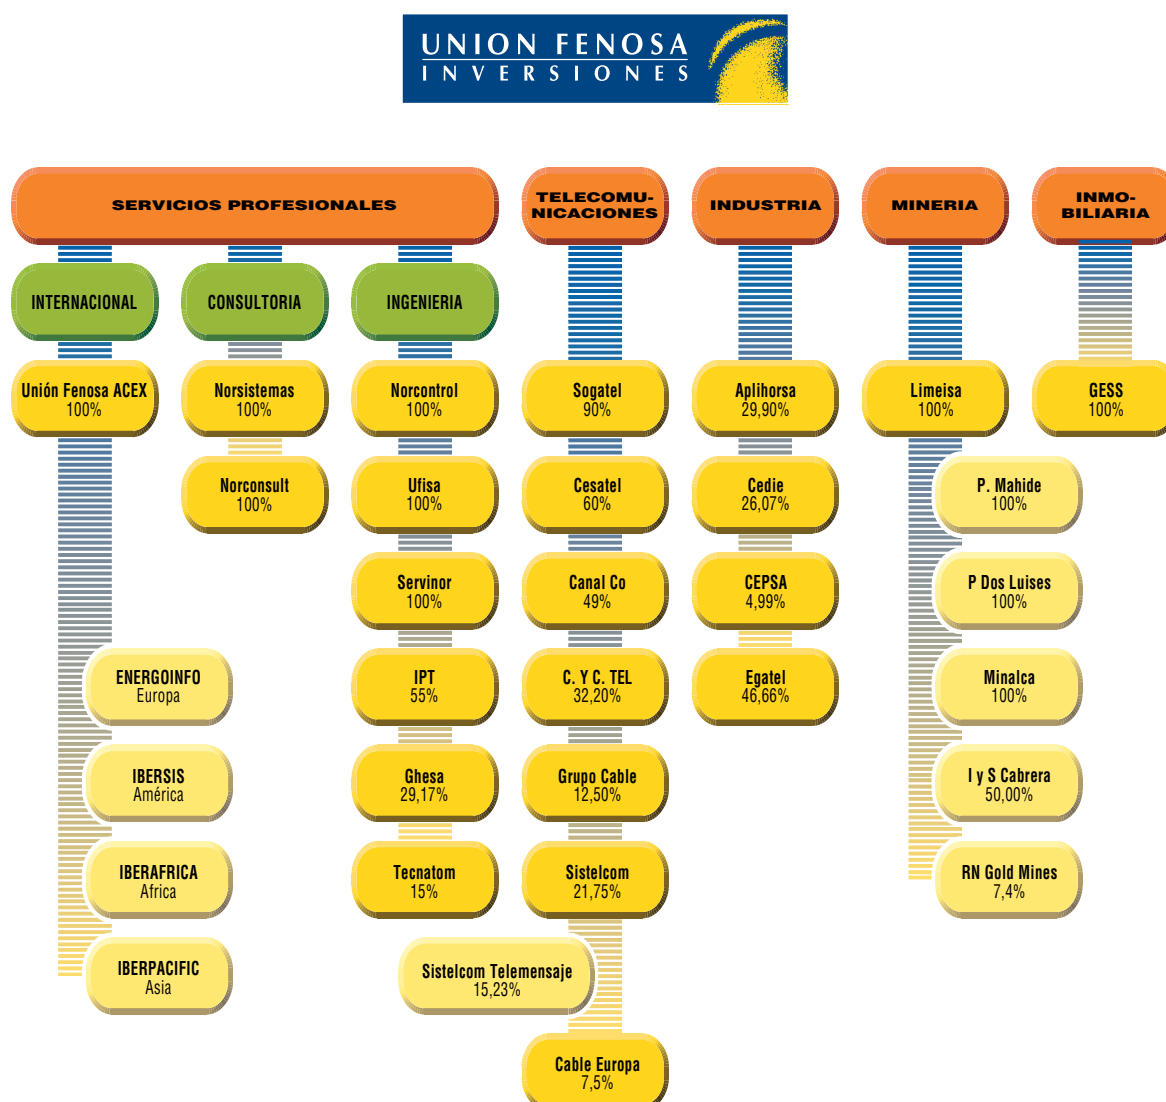 UNION FENOSA
INVERSIONES
SERVICIOS PROFESIONALES
TELECOMU-
NICACIONES
INDUSTRIA
MINERIA
INMO-
BILIARIA
INTERNACIONAL
CONSULTORIA
INGENIERIA
Unión Fenosa ACEX
100%
Norsistemas
100%
Norcontrol
100%
Sogatel
90%
Aplihorsa
29,90%
Limeisa
100%
GESS
100%
Norconsult
100%
Ufisa
100%
Cesatel
60%
Cedie
26,07%
P. Mahide
100%
Servinor
100%
Canal Co
49%
CEPSA
4,99%
P Dos Luises
100%
ENERGOINFO
Europa
IPT
55%
C. Y C. TEL
32,20%
Egatel
46,66%
Minalca
100%
IBERSIS
América
Ghesa
29,17%
Grupo Cable
12,50%
I y S Cabrera
50,00%
IBERAFRICA
Africa
Tecnatom
15%
Sistelcom
21,75%
RN Gold Mines
7,4%
IBERPACIFIC
Asia
Sistelcom Telemensaje
15,23%
Cable Europa
7,5%